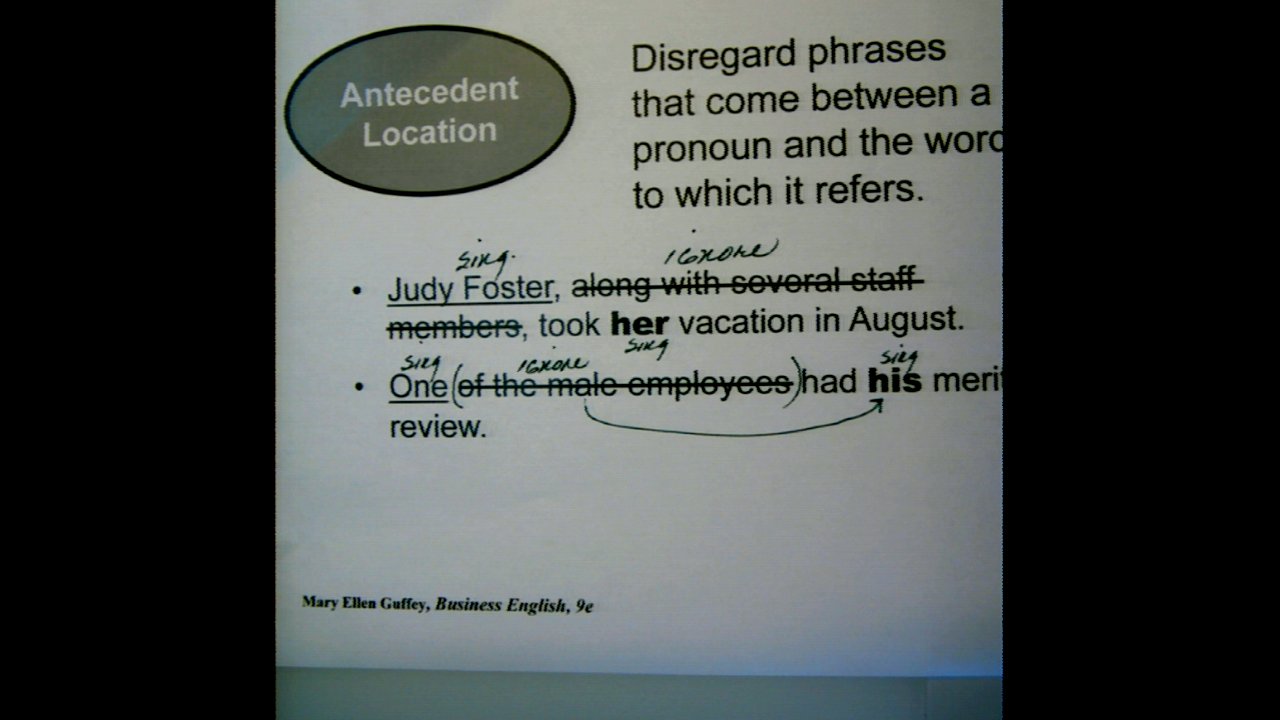 Antecedent
Location
Disregard phrases
that come between a
pronoun and the word
to which it refers.
sing. ignore
• Judy Foster, along with several staff
members, took her vacation in August.
sing
sing ignore sing
• One (of the male employees) had his merit
review.
Mary Ellen Guffey, Business English, 9e